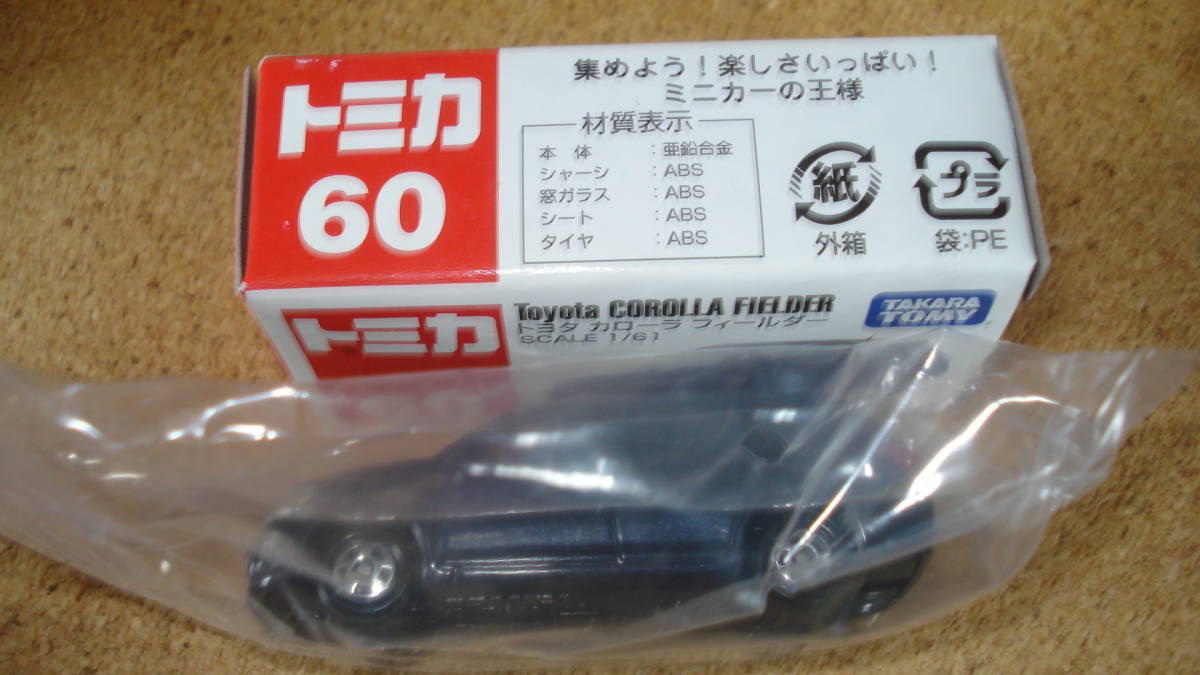 トミカ
60
集めよう！楽しさいっぱい！
ミニカーの王様
材質表示
本体 : 亜鉛合金
シャーシ : ABS
窓ガラス : ABS
シート : ABS
タイヤ : ABS
紙
外箱
プラ
袋:PE
トミカ
Toyota COROLLA FIELDER
トヨタ カローラ フィールダー
SCALE 1/61
TAKARA
TOMY